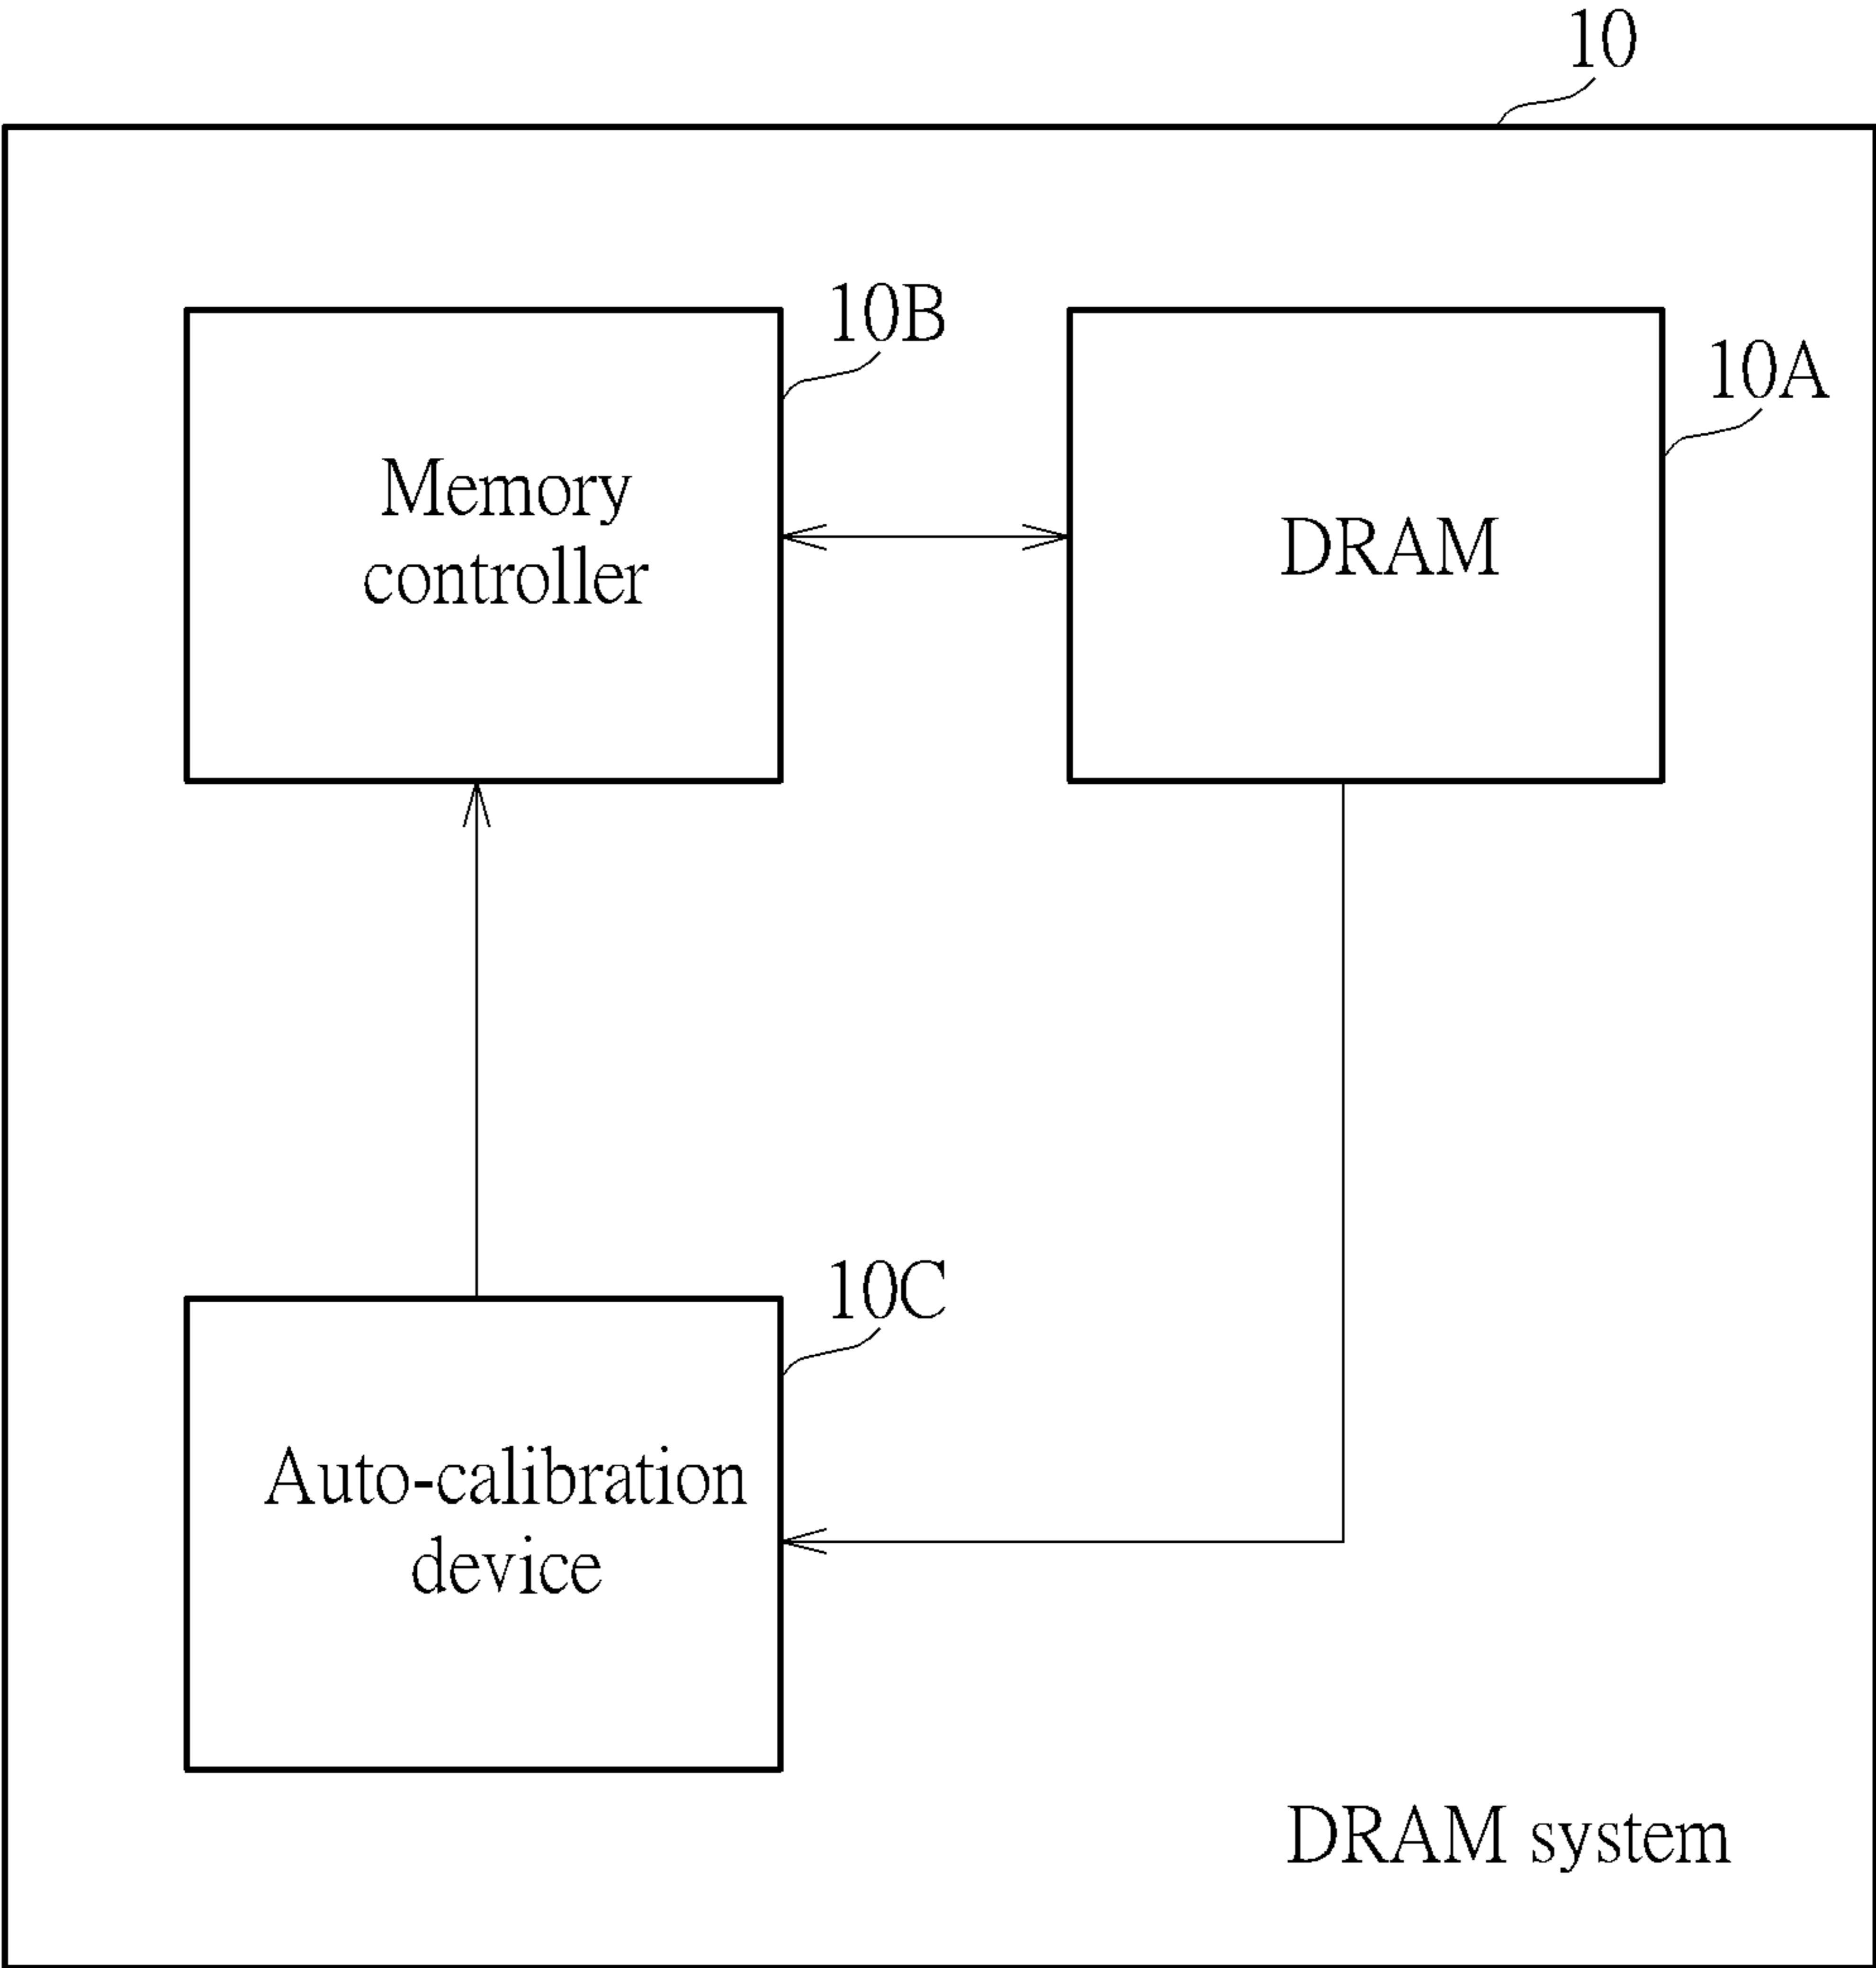 10
10B
10A
Memory
controller
DRAM
10C
Auto-calibration
device
DRAM system